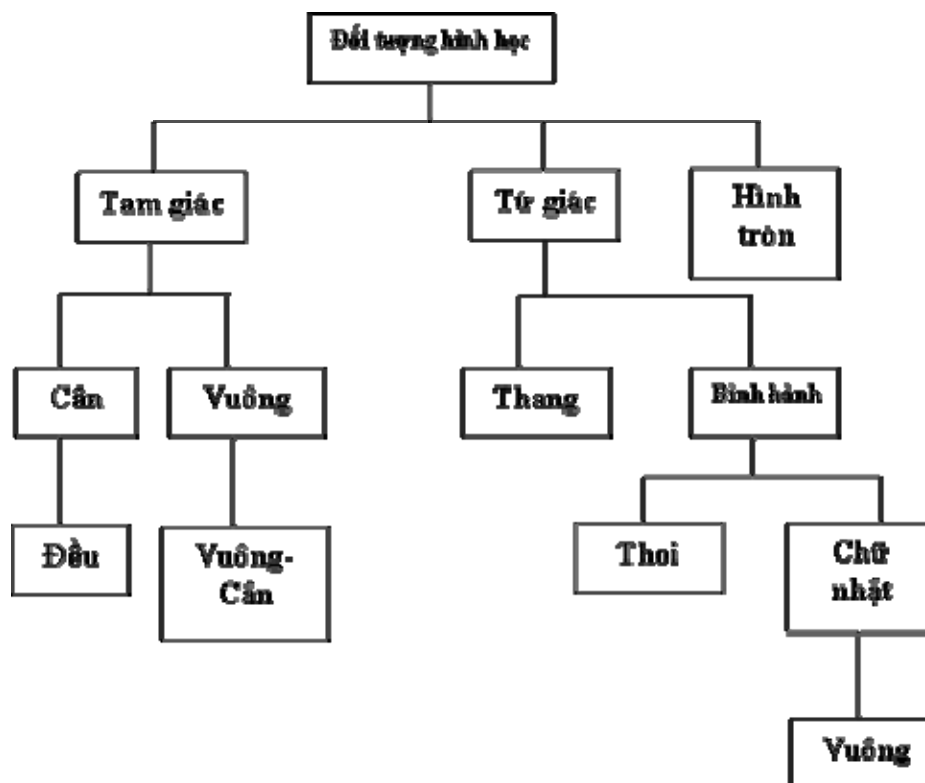 Đối tượng hình học
Tam giác
Tứ giác
Hình
tròn
Cân
Vuông
Thang
Bình hành
Đều
Vuông-
Cân
Thoi
Chữ
nhật
Vuông